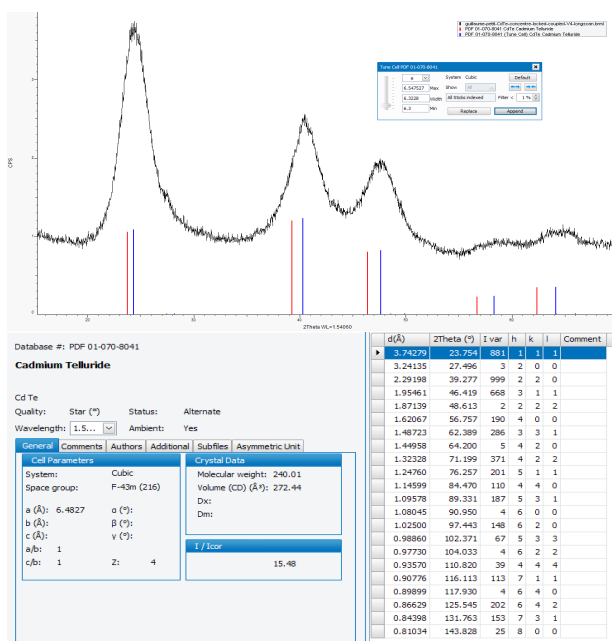 guillaume-petit-CdTe-concentre-locked-coupled-V4-longscan.brml
PDF 01-070-8041 CdTe Cadmium Telluride
PDF 01-070-8041 (Tune Cell) CdTe Cadmium Telluride
Tune Cell PDF 01-070-8041
a System Cubic Default
6.547527 Max Show All
6.3228 Width All Sticks Indexed Filter < 1 %
6.3 Min Replace Append
CPS
3
2
1
0
20 30 40 50 60
2Theta WL=1.54060
Database #: PDF 01-070-8041
Cadmium Telluride
Cd Te
Quality: Star (*) Status: Alternate
Wavelength: 1.5... Ambient: Yes
General Comments Authors Additional Subfiles Asymmetric Unit
Cell Parameters
System: Cubic
Space group: F-43m (216)
a (Å): 6.4827 α (°):
b (Å): β (°):
c (Å): γ (°):
a/b: 1
c/b: 1 Z: 4
Crystal Data
Molecular weight: 240.01
Volume (CD) (Å³): 272.44
Dx:
Dm:
I / Icor
15.48
d(Å) 2Theta (°) I var h k l Comment
3.74279 23.754 881 1 1 1
3.24135 27.496 3 2 0 0
2.29198 39.277 999 2 2 0
1.95461 46.419 668 3 1 1
1.87139 48.613 2 2 2 2
1.62067 56.757 190 4 0 0
1.48723 62.389 286 3 3 1
1.44958 64.200 5 4 2 0
1.32328 71.199 371 4 2 2
1.24760 76.257 201 5 1 1
1.14599 84.470 110 4 4 0
1.09578 89.331 187 5 3 1
1.08045 90.950 4 6 0 0
1.02500 97.443 148 6 2 0
0.98860 102.371 67 5 3 3
0.97730 104.033 4 6 2 2
0.93570 110.820 39 4 4 4
0.90776 116.113 113 7 1 1
0.89899 117.930 4 6 4 0
0.86629 125.545 202 6 4 2
0.84398 131.763 153 7 3 1
0.81034 143.828 25 8 0 0